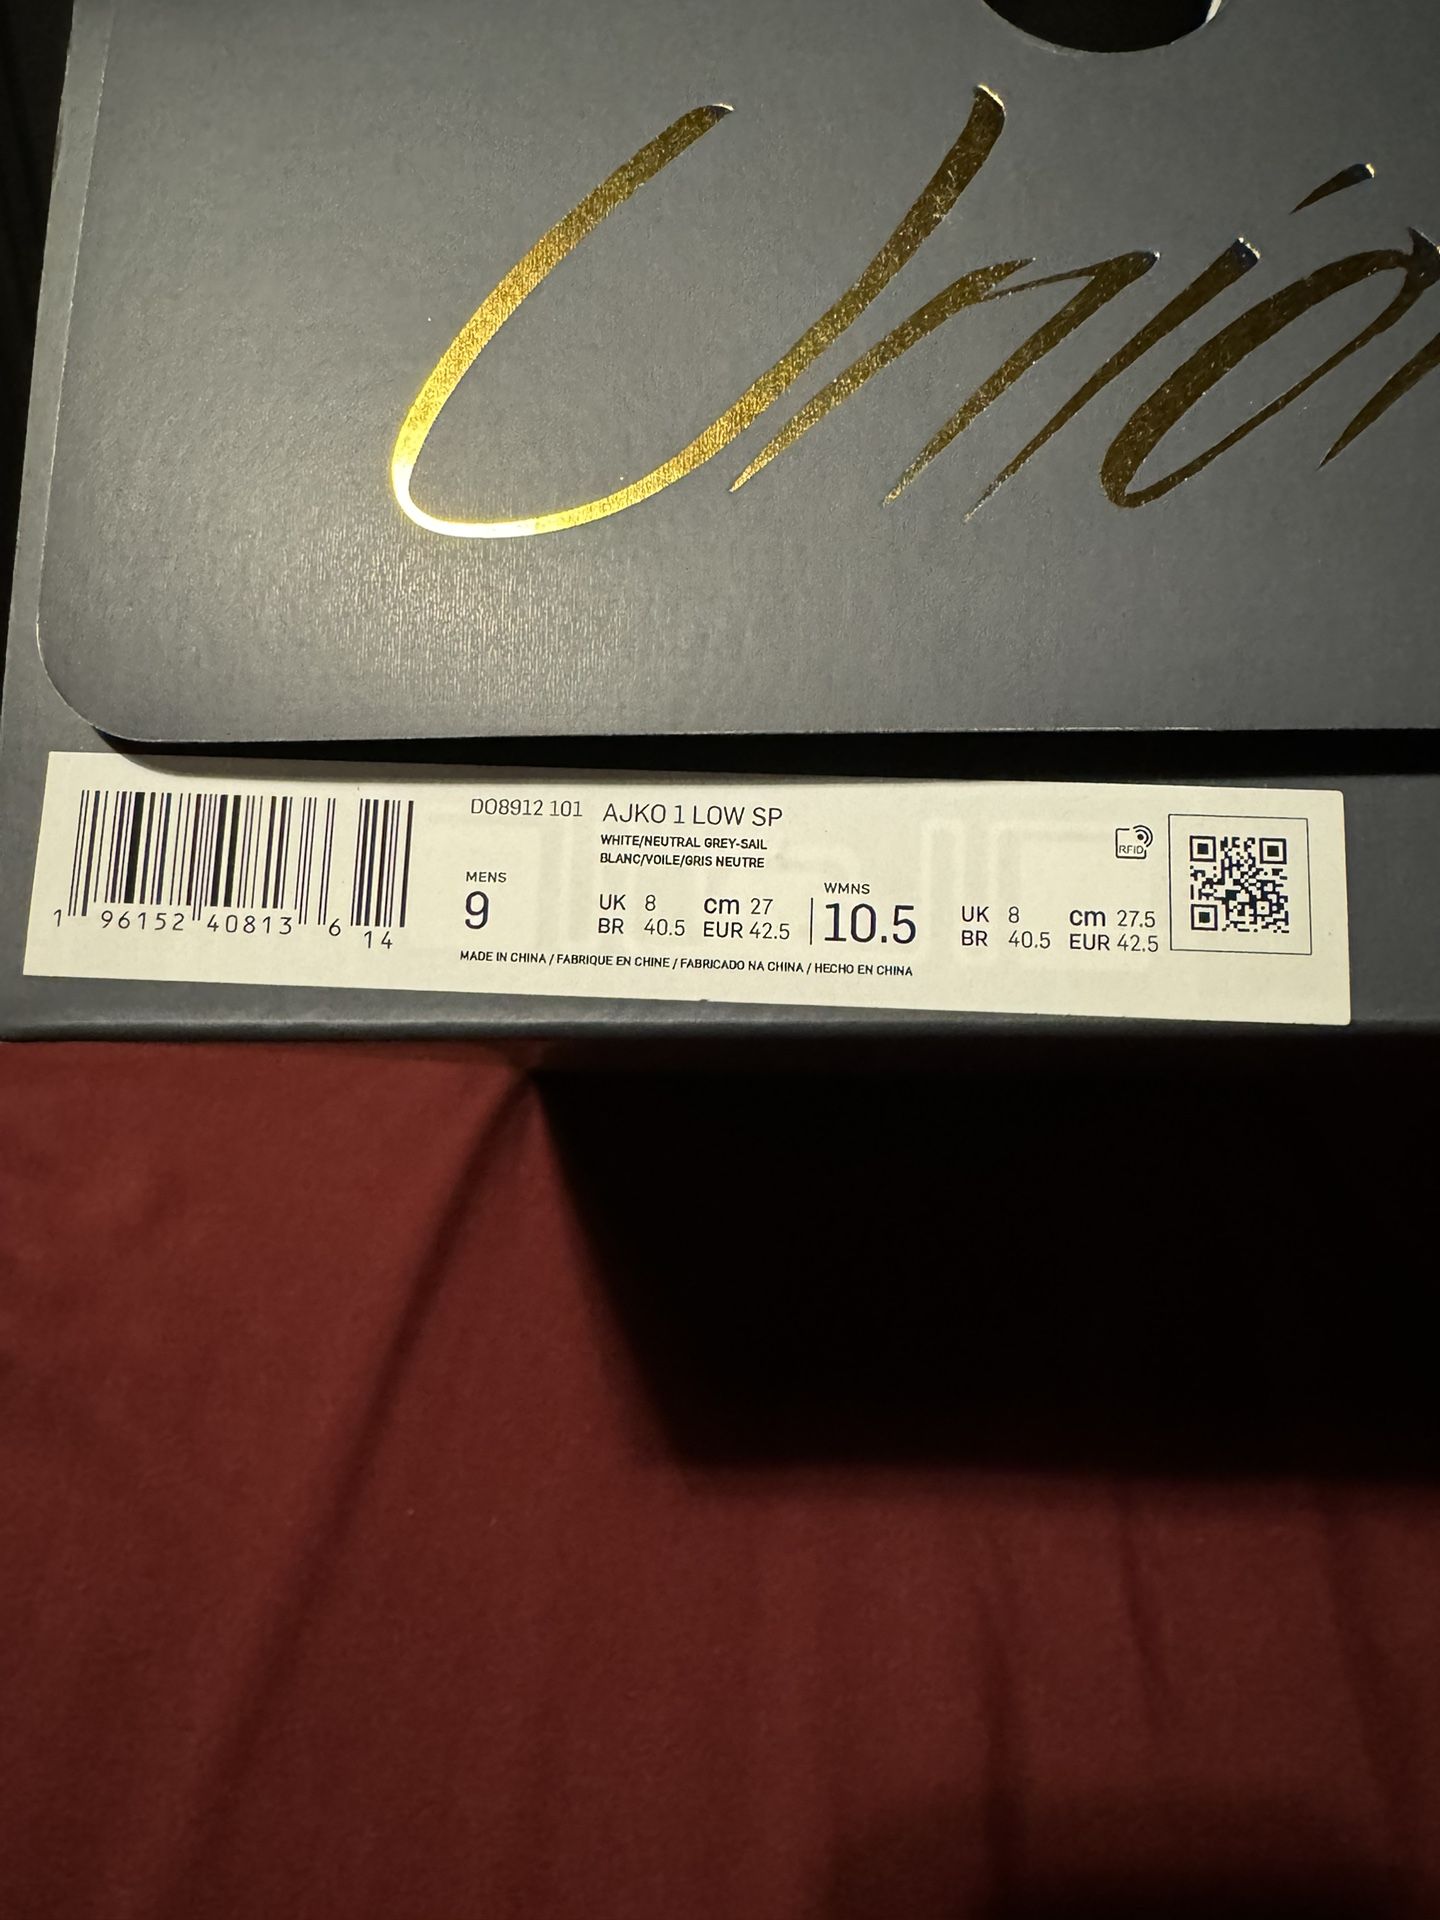 Union
DO8912 101 AJKO 1 LOW SP
WHITE/NEUTRAL GREY-SAIL
BLANC/VOILE/GRIS NEUTRE
RFID
MENS
9
UK 8 cm 27
BR 40.5 EUR 42.5
WMNS
10.5
UK 8 cm 27.5
BR 40.5 EUR 42.5
MADE IN CHINA / FABRIQUE EN CHINE / FABRICADO NA CHINA / HECHO EN CHINA
1 96152 40813 6
14